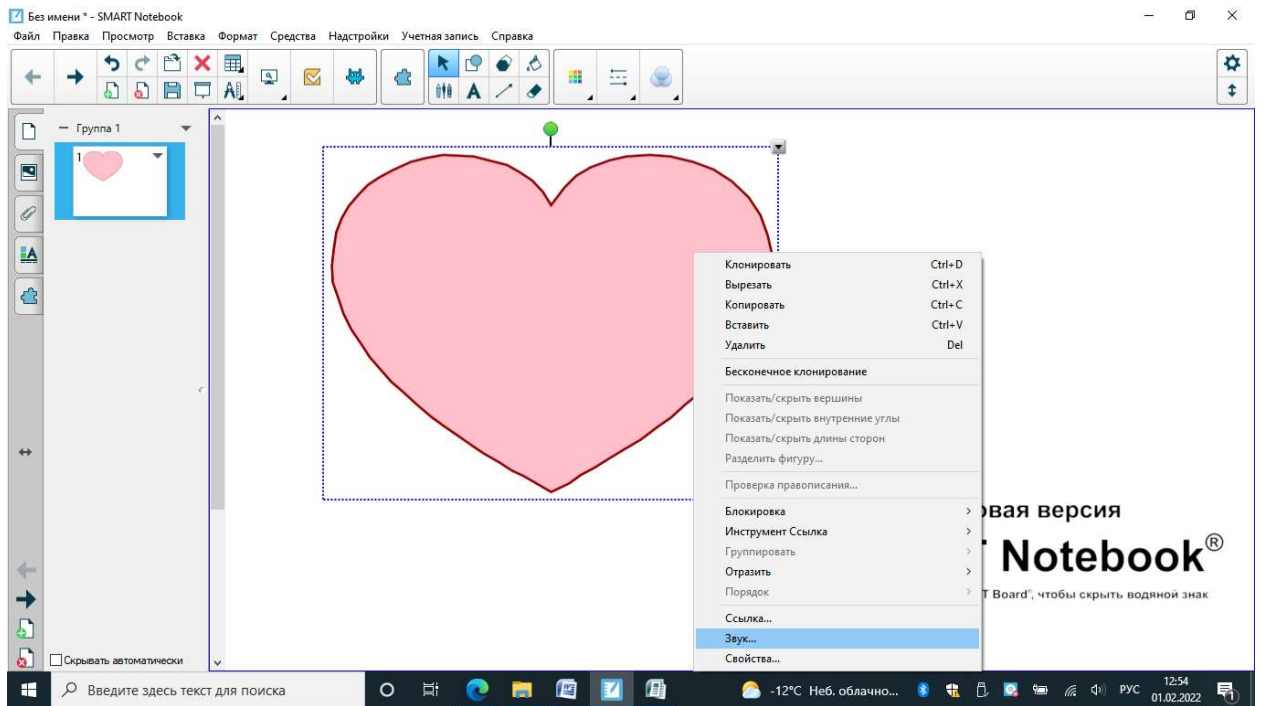 Без имени * - SMART Notebook
Файл Правка Просмотр Вставка Формат Средства Надстройки Учетная запись Справка
Группа 1
1
Клонировать Ctrl+D
Вырезать Ctrl+X
Копировать Ctrl+C
Вставить Ctrl+V
Удалить Del
Бесконечное клонирование
Показать/скрыть вершины
Показать/скрыть внутренние углы
Показать/скрыть длины сторон
Разделить фигуру...
Проверка правописания...
Блокировка
Инструмент Ссылка
Группировать
Отразить
Порядок
Ссылка...
Звук...
Свойства...
версия
Notebook®
Board®, чтобы скрыть водяной знак
Скрывать автоматически
Введите здесь текст для поиска
-12°C Неб. облачно...
РУС
12:54
01.02.2022